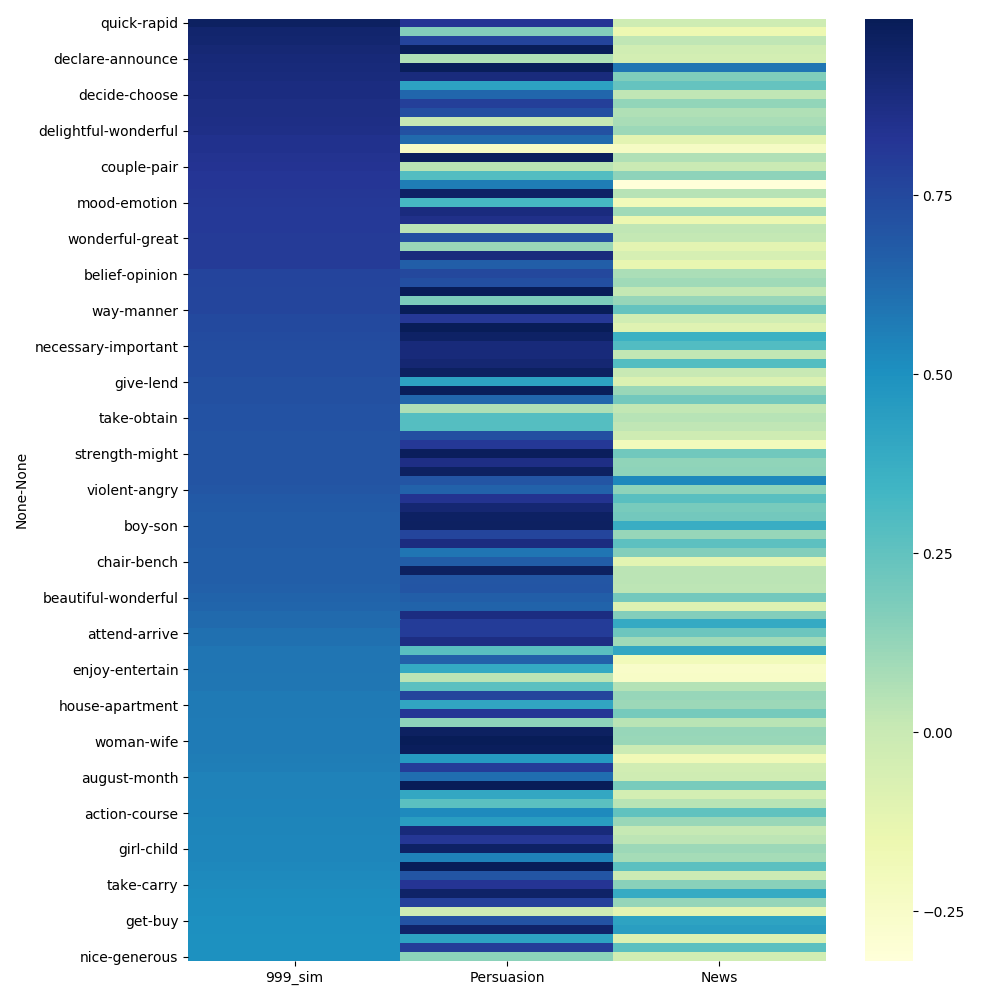 quick-rapid
declare-announce
decide-choose
delightful-wonderful
couple-pair
mood-emotion
wonderful-great
belief-opinion
way-manner
necessary-important
give-lend
take-obtain
strength-might
violent-angry
boy-son
chair-bench
beautiful-wonderful
attend-arrive
enjoy-entertain
house-apartment
woman-wife
august-month
action-course
girl-child
take-carry
get-buy
nice-generous
None-None
999_sim Persuasion News
0.75
0.50
0.25
0.00
−0.25